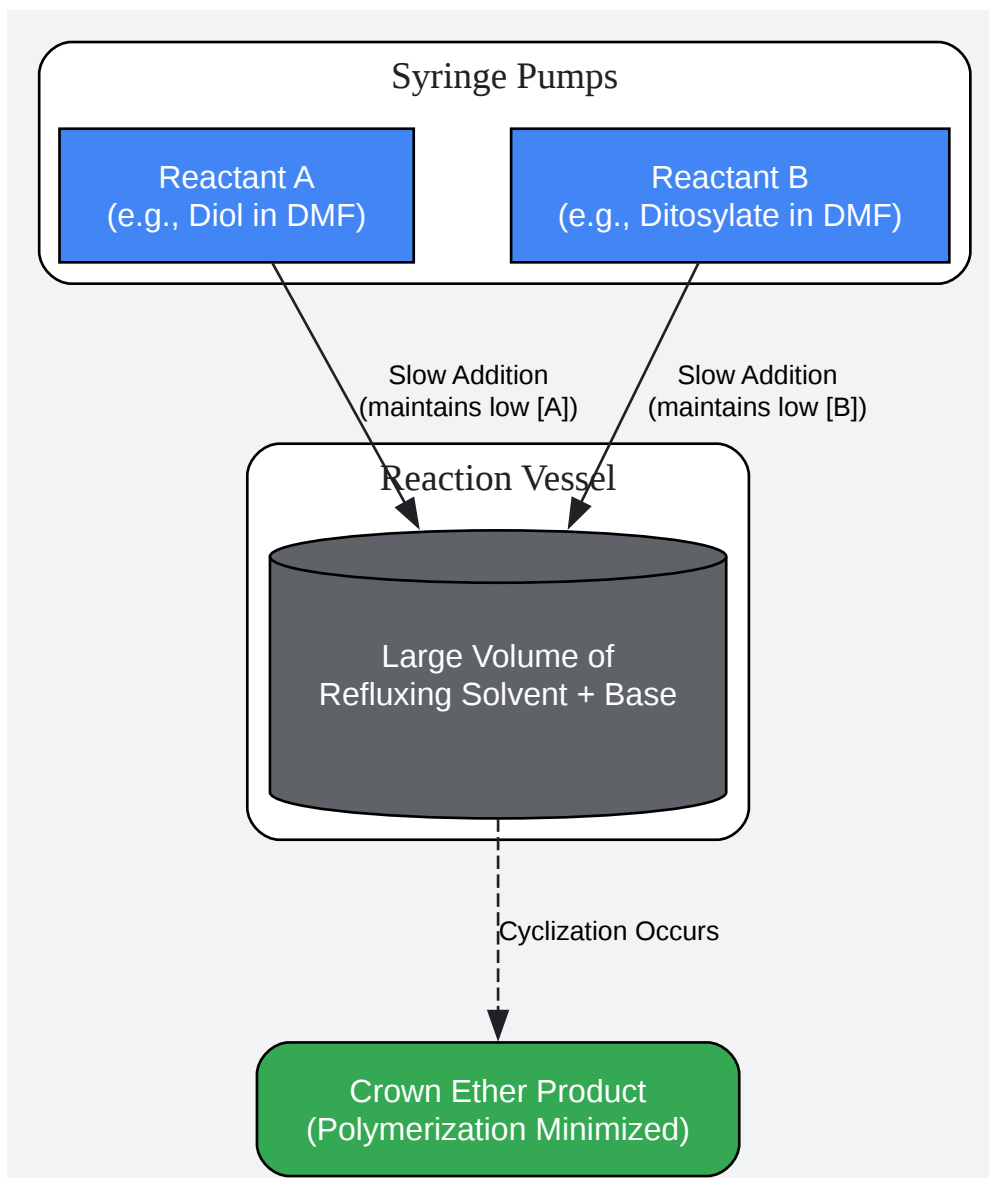 Syringe Pumps
Reactant A
(e.g., Diol in DMF)
Reactant B
(e.g., Ditosylate in DMF)
Slow Addition
(maintains low [A])
Slow Addition
(maintains low [B])
Reaction Vessel
Large Volume of
Refluxing Solvent + Base
Cyclization Occurs
Crown Ether Product
(Polymerization Minimized)